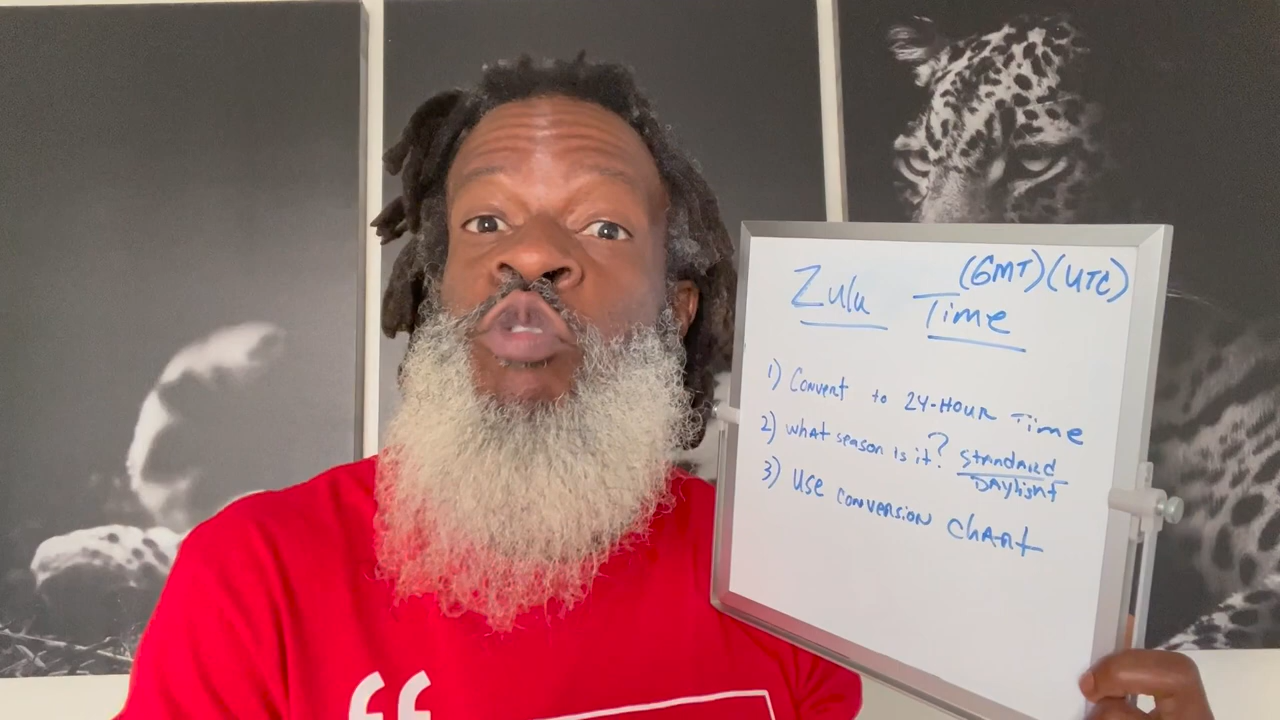 (GMT) (UTC)
Zulu Time
1) Convert to 24-HOUR Time
2) What season is it? Standard
Daylight
3) Use conversion chart
“